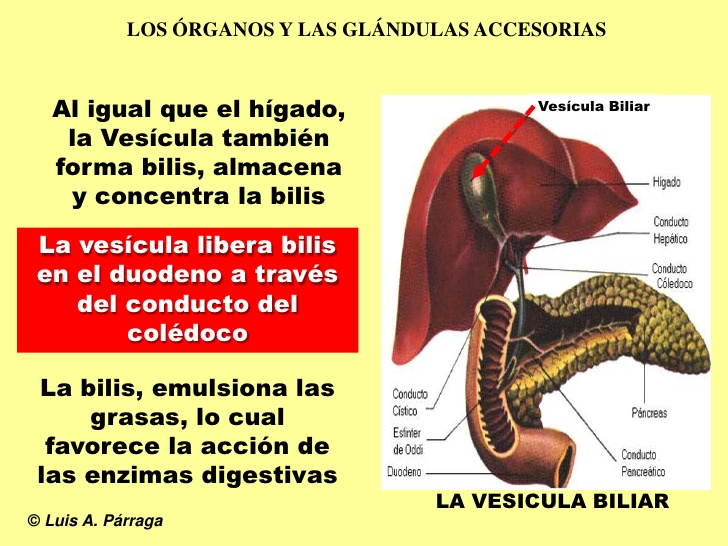 LOS ÓRGANOS Y LAS GLÁNDULAS ACCESORIAS
Al igual que el hígado,
la Vesícula también
forma bilis, almacena
y concentra la bilis
La vesícula libera bilis
en el duodeno a través
del conducto del
colédoco
La bilis, emulsiona las
grasas, lo cual
favorece la acción de
las enzimas digestivas
© Luis A. Párraga
Vesícula Biliar
Hígado
Conducto
Hepático
Conducto
Cóledoco
Páncreas
Conducto
Pancreático
Conducto
Cístico
Esfinter
de Oddi
Duodeno
LA VESICULA BILIAR